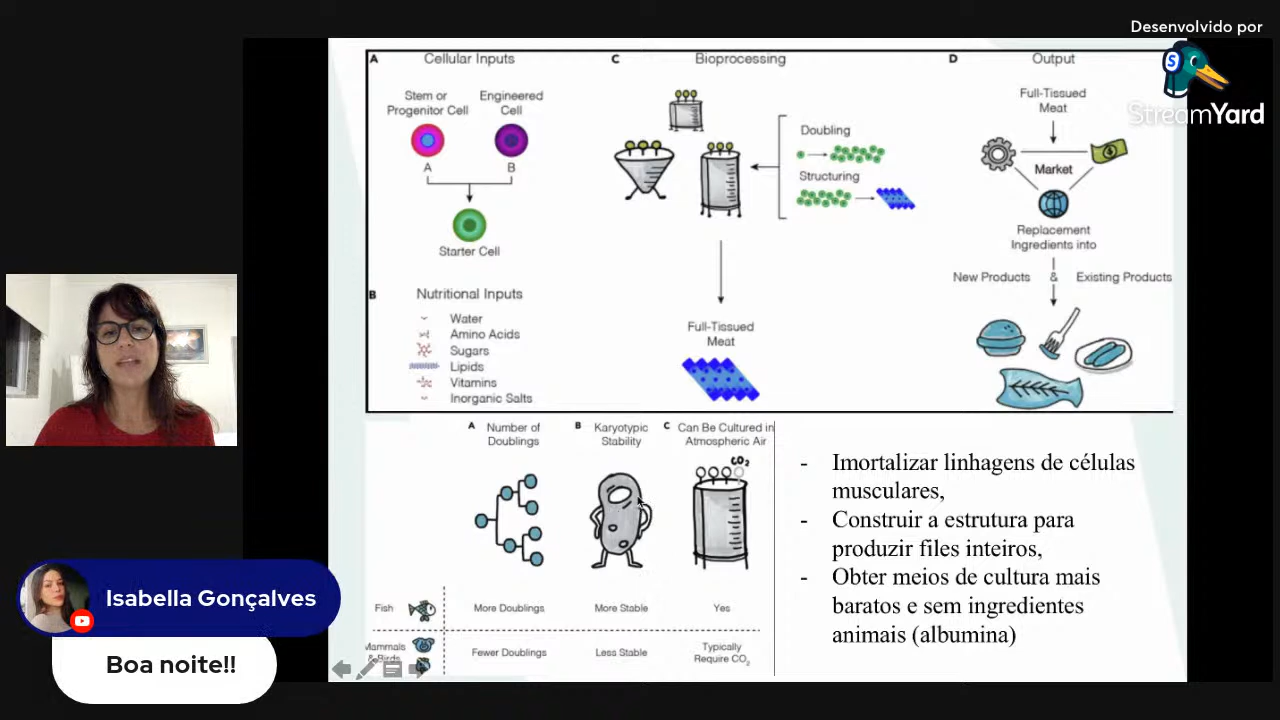 Desenvolvido por
StreamYard
A Cellular Inputs
Stem or
Progenitor Cell
Engineered
Cell
A
B
Starter Cell
B Nutritional Inputs
Water
Amino Acids
Sugars
Lipids
Vitamins
Inorganic Salts
C Bioprocessing
Doubling
Structuring
Full-Tissued
Meat
D Output
Full-Tissued
Meat
Market
Replacement
Ingredients into
New Products & Existing Products
A Number of
Doublings
B Karyotypic
Stability
C Can Be Cultured in
Atmospheric Air
CO2
Fish More Doublings More Stable Yes
Mammals
& Birds
Fewer Doublings Less Stable
Typically
Require CO2
- Imortalizar linhagens de células
musculares,
- Construir a estrutura para
produzir files inteiros,
- Obter meios de cultura mais
baratos e sem ingredientes
animais (albumina)
Isabella Gonçalves
Boa noite!!